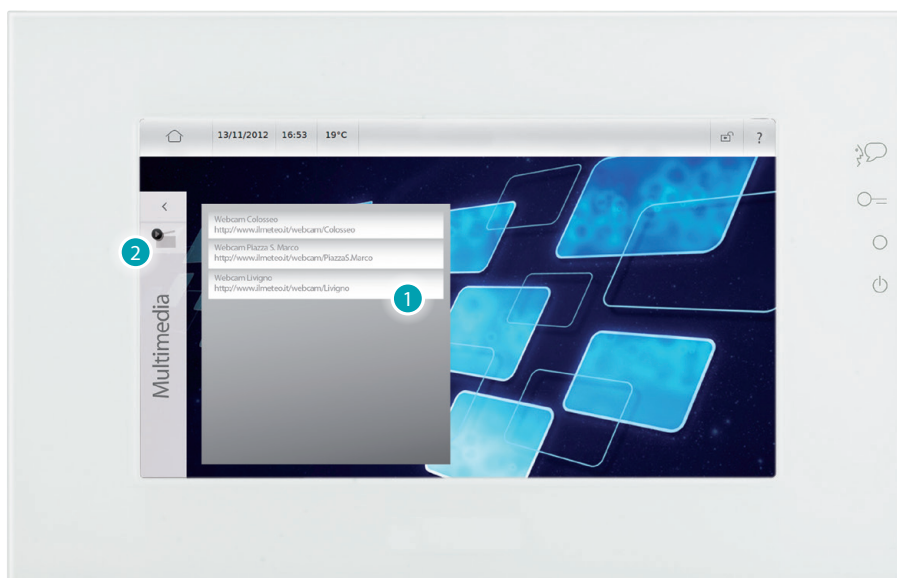 13/11/2012 16:53 19°C ?
<
Webcam Colosseo
http://www.ilmeteo.it/webcam/Colosseo
2
Webcam Piazza S. Marco
http://www.ilmeteo.it/webcam/PiazzaS.Marco
Webcam Livigno
http://www.ilmeteo.it/webcam/Livigno
1
Multimedia